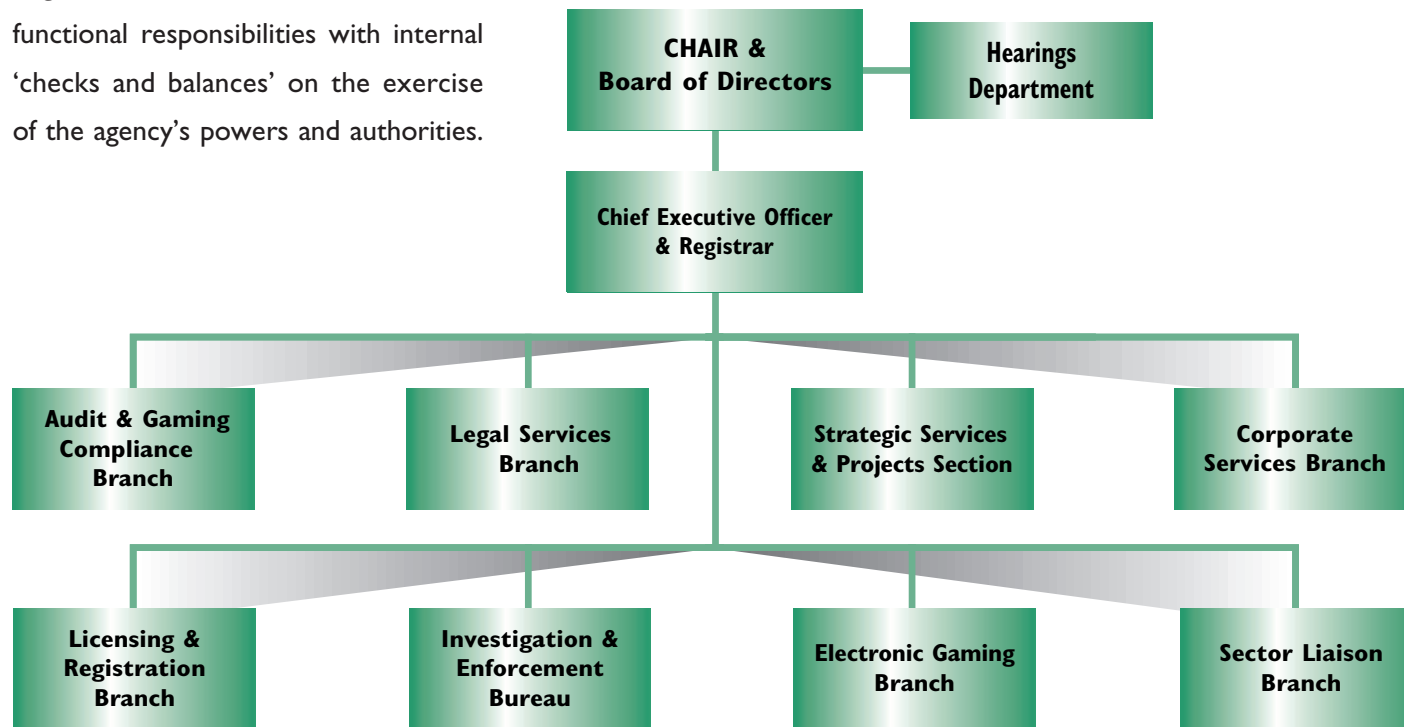 functional responsibilities with internal
‘checks and balances’ on the exercise
of the agency’s powers and authorities.
CHAIR &
Board of Directors
Hearings
Department
Chief Executive Officer
& Registrar
Audit & Gaming
Compliance
Branch
Legal Services
Branch
Strategic Services
& Projects Section
Corporate
Services Branch
Licensing &
Registration
Branch
Investigation &
Enforcement
Bureau
Electronic Gaming
Branch
Sector Liaison
Branch